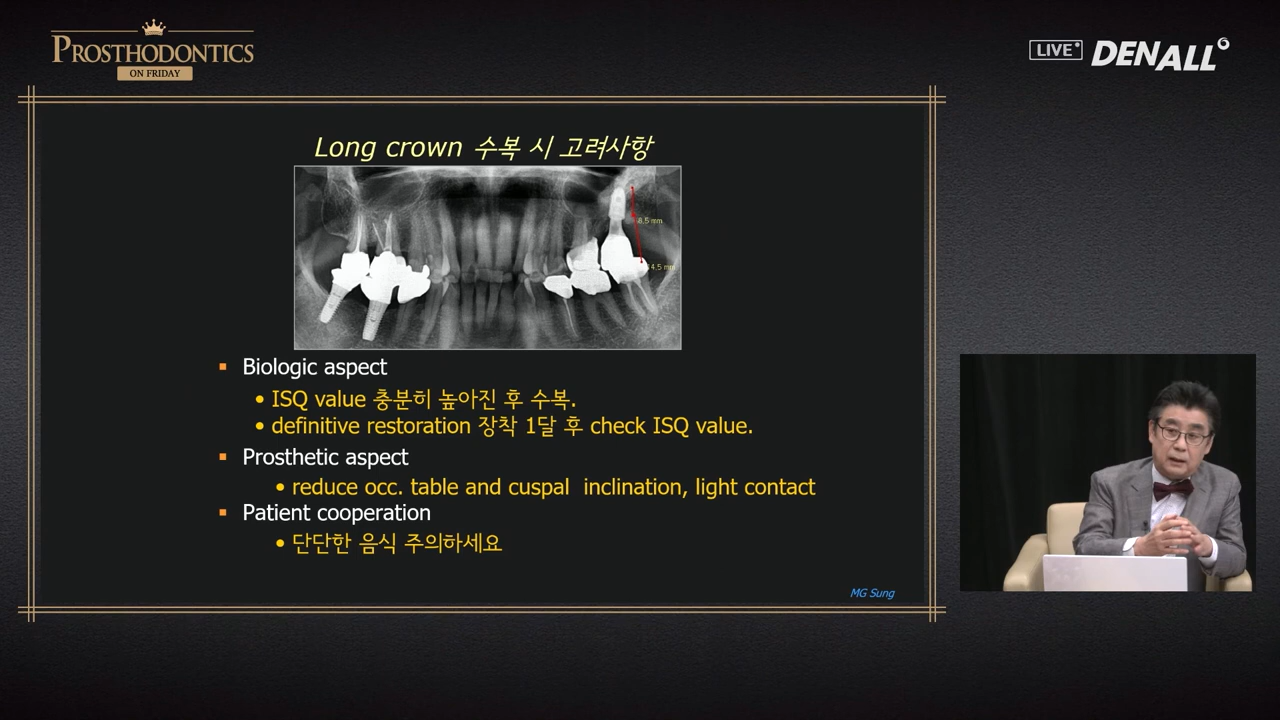 PROSTHODONTICS
ON FRIDAY
LIVE
DENALL
Long crown 수복 시 고려사항
8,5 mm
14,5 mm
▪ Biologic aspect
• ISQ value 충분히 높아진 후 수복.
• definitive restoration 장착 1달 후 check ISQ value.
▪ Prosthetic aspect
• reduce occ. table and cuspal inclination, light contact
▪ Patient cooperation
• 단단한 음식 주의하세요
MG Sung